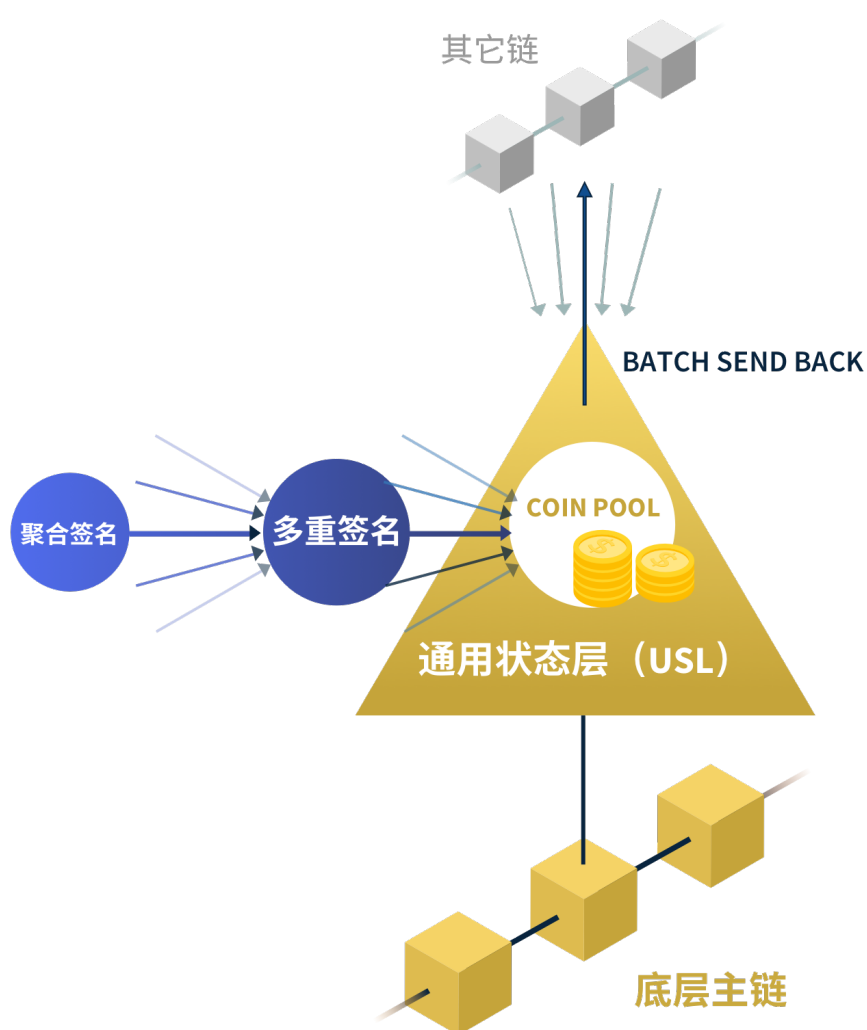 其它链
BATCH SEND BACK
COIN POOL
聚合签名
多重签名
通用状态层（USL）
底层主链